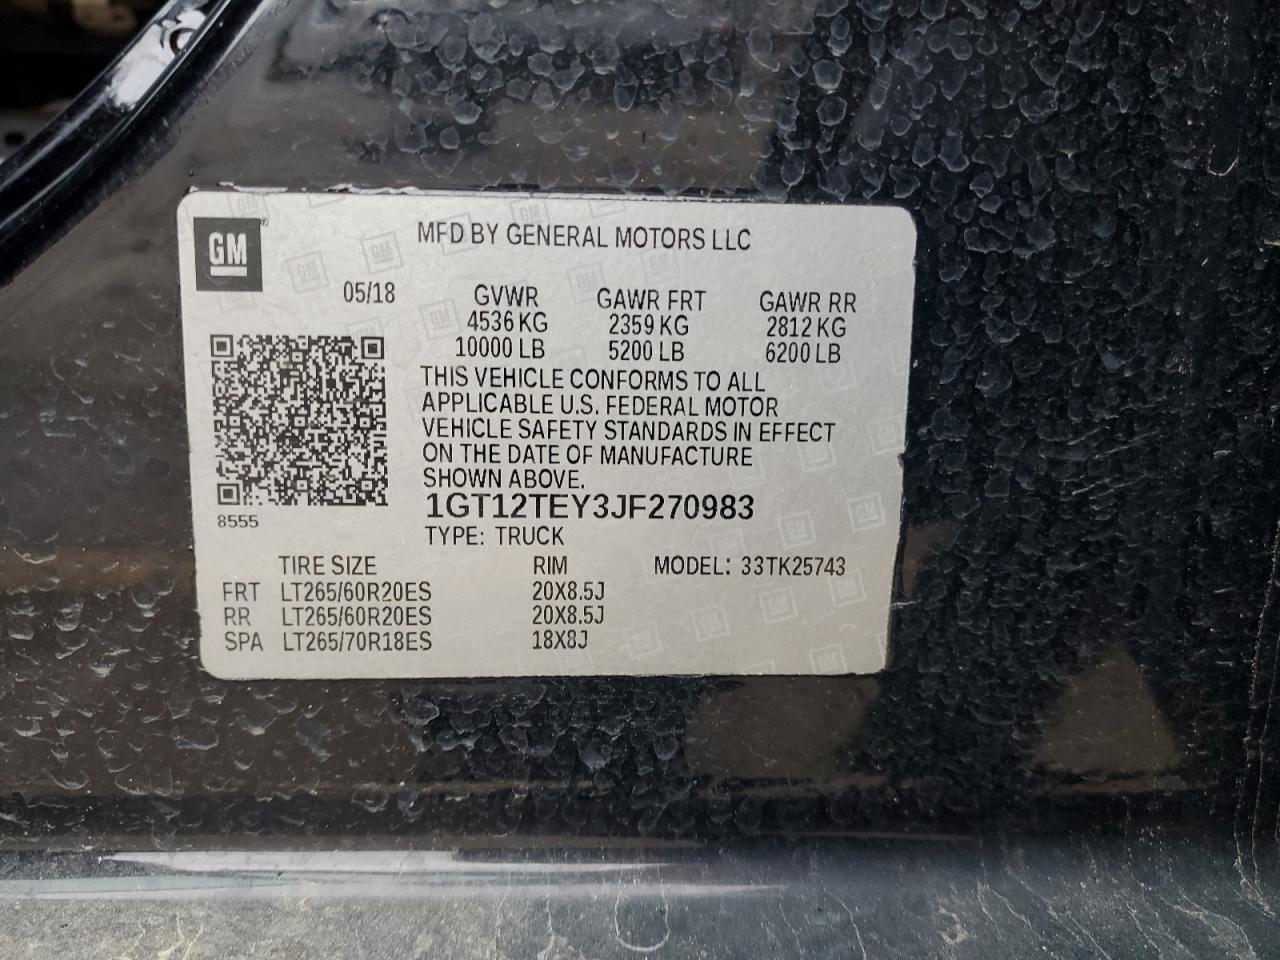 GM
MFD BY GENERAL MOTORS LLC
05/18
GVWR GAWR FRT GAWR RR
4536 KG 2359 KG 2812 KG
10000 LB 5200 LB 6200 LB
THIS VEHICLE CONFORMS TO ALL
APPLICABLE U.S. FEDERAL MOTOR
VEHICLE SAFETY STANDARDS IN EFFECT
ON THE DATE OF MANUFACTURE
SHOWN ABOVE.
8555
1GT12TEY3JF270983
TYPE: TRUCK
TIRE SIZE RIM MODEL: 33TK25743
FRT LT265/60R20ES 20X8.5J
RR LT265/60R20ES 20X8.5J
SPA LT265/70R18ES 18X8J